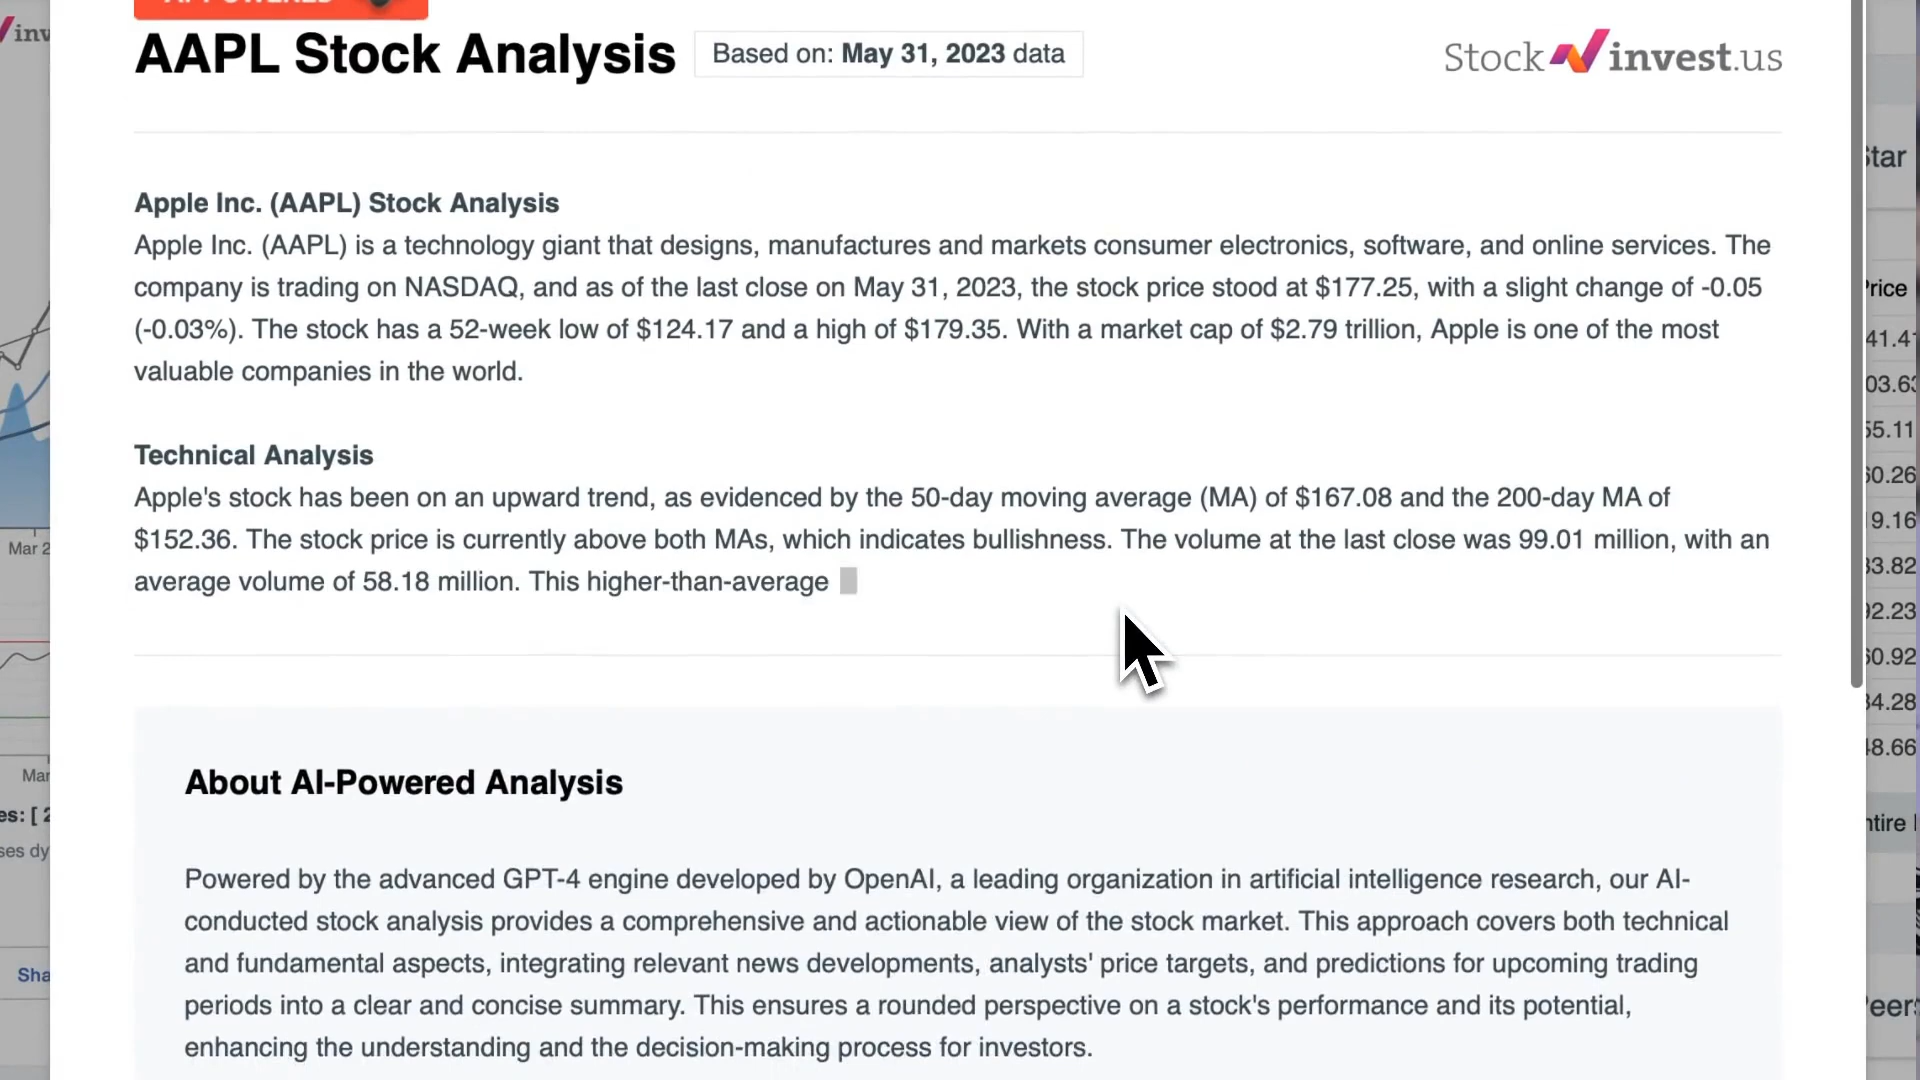 AAPL Stock Analysis
Based on: May 31, 2023 data
Stock invest.us
Apple Inc. (AAPL) Stock Analysis
Apple Inc. (AAPL) is a technology giant that designs, manufactures and markets consumer electronics, software, and online services. The
company is trading on NASDAQ, and as of the last close on May 31, 2023, the stock price stood at $177.25, with a slight change of -0.05
(-0.03%). The stock has a 52-week low of $124.17 and a high of $179.35. With a market cap of $2.79 trillion, Apple is one of the most
valuable companies in the world.
Technical Analysis
Apple's stock has been on an upward trend, as evidenced by the 50-day moving average (MA) of $167.08 and the 200-day MA of
$152.36. The stock price is currently above both MAs, which indicates bullishness. The volume at the last close was 99.01 million, with an
average volume of 58.18 million. This higher-than-average
About AI-Powered Analysis
Powered by the advanced GPT-4 engine developed by OpenAI, a leading organization in artificial intelligence research, our AI-
conducted stock analysis provides a comprehensive and actionable view of the stock market. This approach covers both technical
and fundamental aspects, integrating relevant news developments, analysts' price targets, and predictions for upcoming trading
periods into a clear and concise summary. This ensures a rounded perspective on a stock's performance and its potential,
enhancing the understanding and the decision-making process for investors.